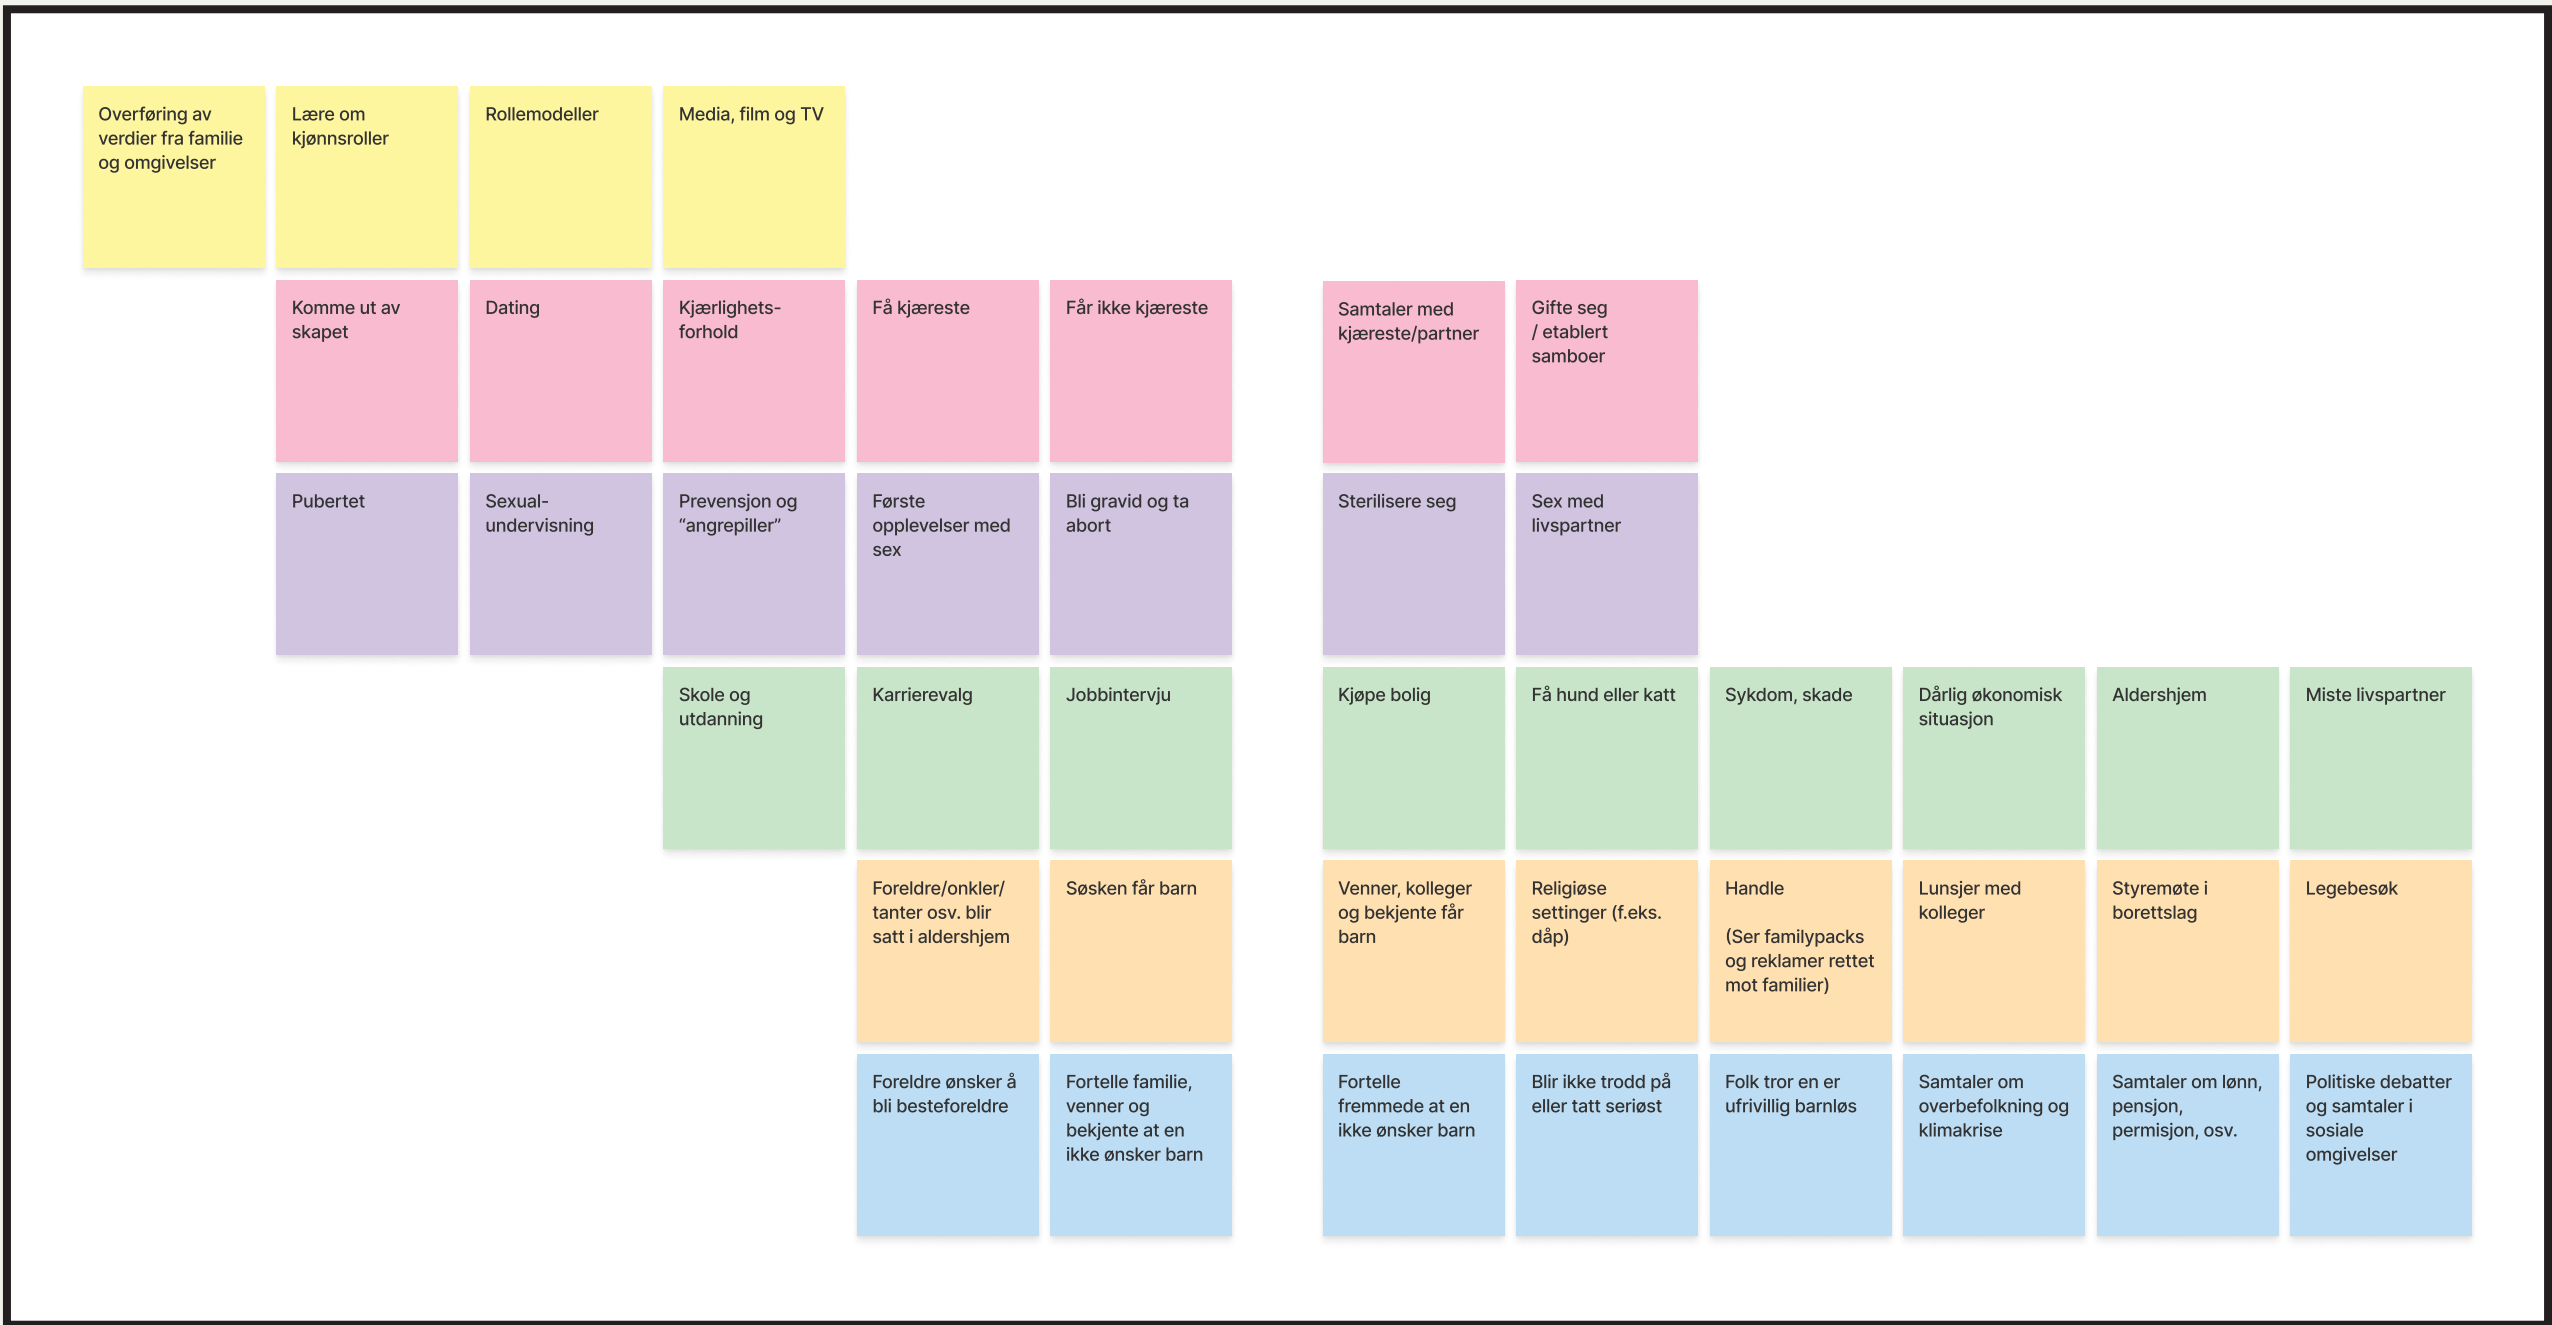 Overføring av
verdier fra familie
og omgivelser
Lære om
kjønnsroller
Rollemodeller
Media, film og TV
Komme ut av
skapet
Dating
Kjærlighets-
forhold
Få kjæreste
Får ikke kjæreste
Samtaler med
kjæreste/partner
Gifte seg
/ etablert
samboer
Pubertet
Sexual-
undervisning
Prevensjon og
“angrepiller”
Første
opplevelser med
sex
Bli gravid og ta
abort
Sterilisere seg
Sex med
livspartner
Skole og
utdanning
Karrierevalg
Jobbintervju
Kjøpe bolig
Få hund eller katt
Sykdom, skade
Dårlig økonomisk
situasjon
Aldershjem
Miste livspartner
Foreldre/onkler/
tanter osv. blir
satt i aldershjem
Søsken får barn
Venner, kolleger
og bekjente får
barn
Religiøse
settinger (f.eks.
dåp)
Handle
(Ser familypacks
og reklamer rettet
mot familier)
Lunsjer med
kolleger
Styremøte i
borettslag
Legebesøk
Foreldre ønsker å
bli besteforeldre
Fortelle familie,
venner og
bekjente at en
ikke ønsker barn
Fortelle
fremmede at en
ikke ønsker barn
Blir ikke trodd på
eller tatt seriøst
Folk tror en er
ufrivillig barnløs
Samtaler om
overbefolkning og
klimakrise
Samtaler om lønn,
pensjon,
permisjon, osv.
Politiske debatter
og samtaler i
sosiale
omgivelser